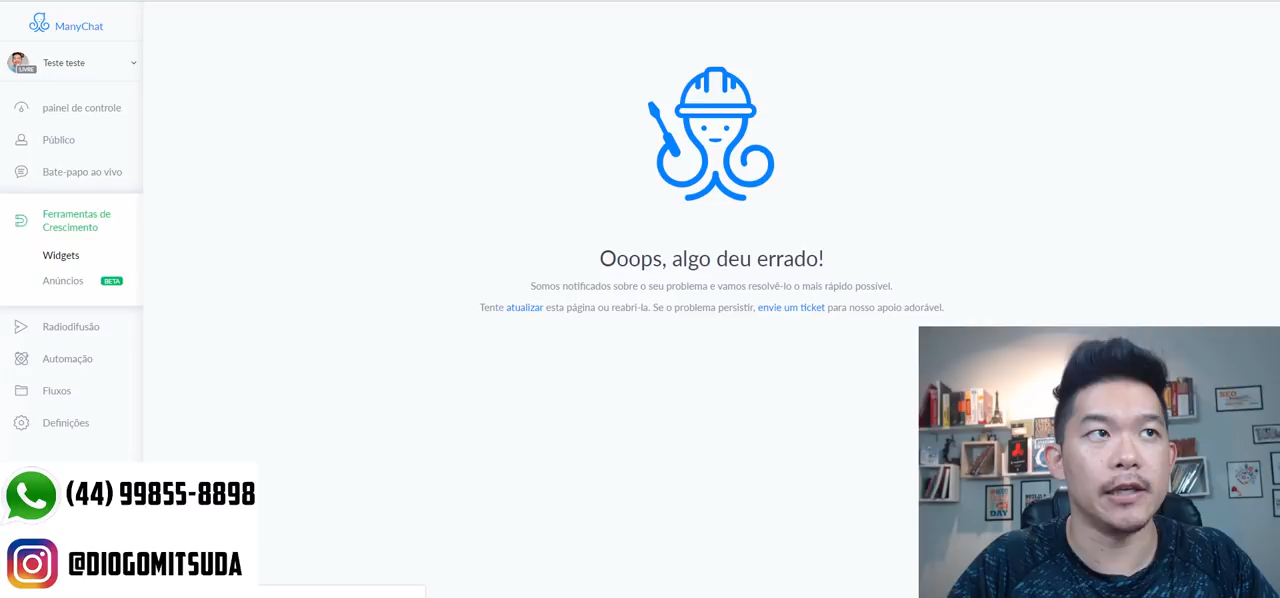 ManyChat
Teste teste
LIVRE
painel de controle
Público
Bate-papo ao vivo
Ferramentas de
Crescimento
Widgets
Anúncios BETA
Radiodifusão
Automação
Fluxos
Definições
Ooops, algo deu errado!
Somos notificados sobre o seu problema e vamos resolvê-lo o mais rápido possível.
Tente atualizar esta página ou reabri-la. Se o problema persistir, envie um ticket para nosso apoio adorável.
(44) 99855-8898
@DIOGOMITSUDA
SEO
DAY